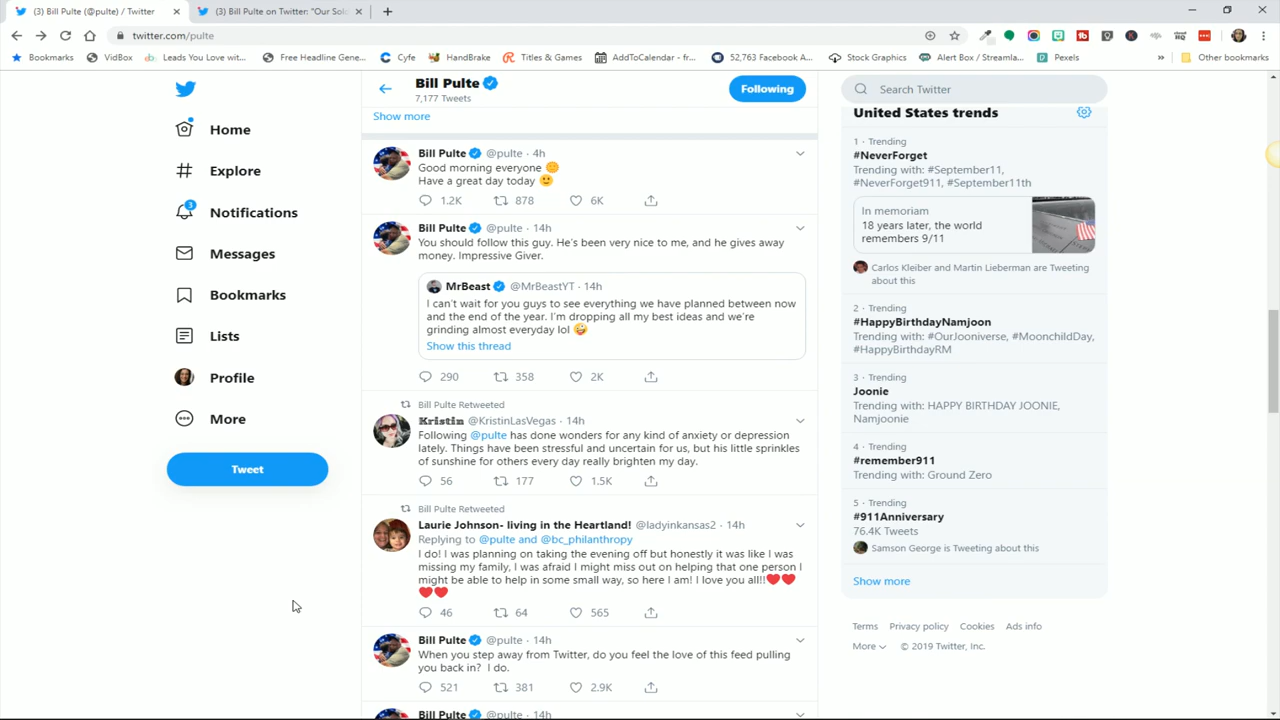 (3) Bill Pulte (@pulte) / Twitter
(3) Bill Pulte on Twitter: "Our Sol
twitter.com/pulte
Bookmarks
VidBox
Leads You Love wit...
Free Headline Gene...
Cyfe
HandBrake
Titles & Games
AddToCalendar - fr...
52,763 Facebook A...
Stock Graphics
Alert Box / Streamla...
Pexels
»
Other bookmarks
Home
Explore
3
Notifications
Messages
Bookmarks
Lists
Profile
More
Tweet
Bill Pulte
7,177 Tweets
Following
Show more
Bill Pulte @pulte · 4h
Good morning everyone
Have a great day today
1.2K 878 6K
Bill Pulte @pulte · 14h
You should follow this guy. He's been very nice to me, and he gives away
money. Impressive Giver.
MrBeast @MrBeastYT · 14h
I can't wait for you guys to see everything we have planned between now
and the end of the year. I'm dropping all my best ideas and we're
grinding almost everyday lol
Show this thread
290 358 2K
Bill Pulte Retweeted
Kristin @KristinLasVegas · 14h
Following @pulte has done wonders for any kind of anxiety or depression
lately. Things have been stressful and uncertain for us, but his little sprinkles
of sunshine for others every day really brighten my day.
56 177 1.5K
Bill Pulte Retweeted
Laurie Johnson- living in the Heartland! @ladyinkansas2 · 14h
Replying to @pulte and @bc_philanthropy
I do! I was planning on taking the evening off but honestly it was like I was
missing my family, I was afraid I might miss out on helping that one person I
might be able to help in some small way, so here I am! I love you all!!
46 64 565
Bill Pulte @pulte · 14h
When you step away from Twitter, do you feel the love of this feed pulling
you back in? I do.
521 381 2.9K
Bill Pulte @pulte · 14h
Search Twitter
United States trends
1 · Trending
#NeverForget
Trending with: #September11,
#NeverForget911, #September11th
In memoriam
18 years later, the world
remembers 9/11
Carlos Kleiber and Martin Lieberman are Tweeting
about this
2 · Trending
#HappyBirthdayNamjoon
Trending with: #OurJooniverse, #MoonchildDay,
#HappyBirthdayRM
3 · Trending
Joonie
Trending with: HAPPY BIRTHDAY JOONIE,
Namjoonie
4 · Trending
#remember911
Trending with: Ground Zero
5 · Trending
#911Anniversary
76.4K Tweets
Samson George is Tweeting about this
Show more
Terms Privacy policy Cookies Ads info
More © 2019 Twitter, Inc.